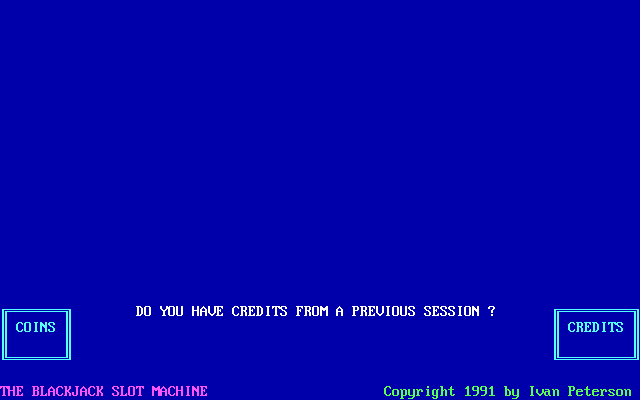 DO YOU HAVE CREDITS FROM A PREVIOUS SESSION ?
COINS
CREDITS
THE BLACKJACK SLOT MACHINE
Copyright 1991 by Ivan Peterson